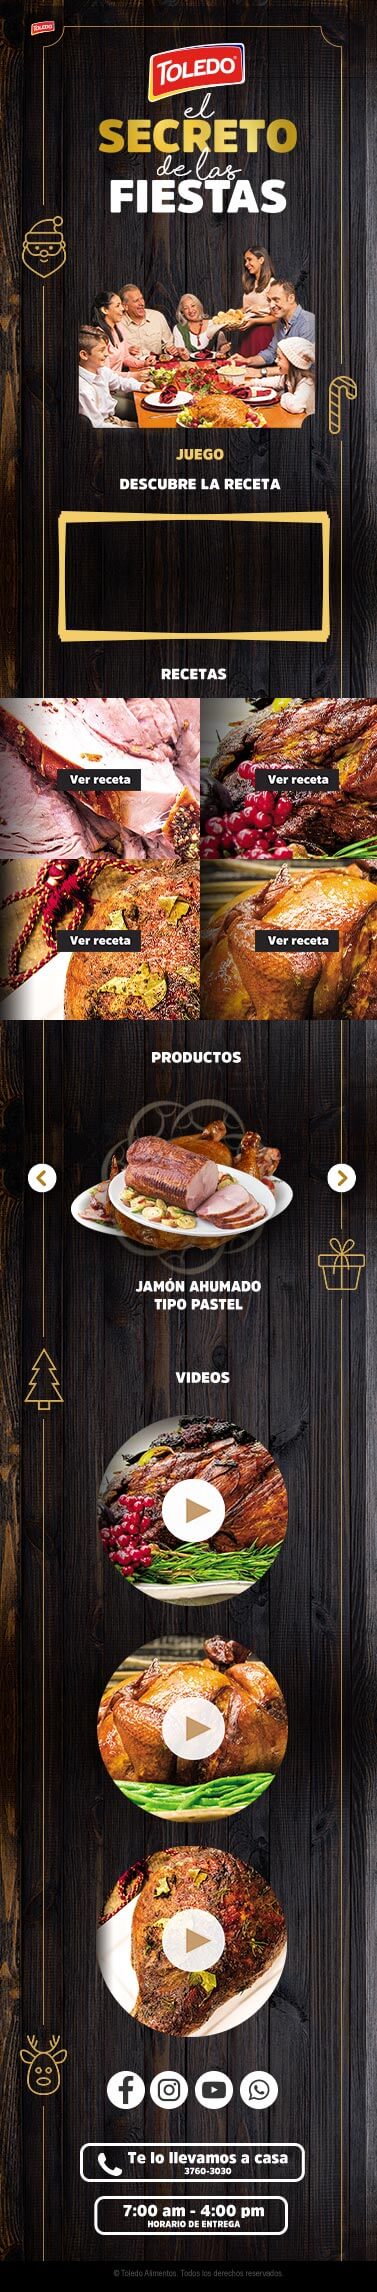 TOLEDO
TOLEDO
el
SECRETO
de las
FIESTAS
JUEGO
DESCUBRE LA RECETA
RECETAS
Ver receta
Ver receta
Ver receta
Ver receta
PRODUCTOS
JAMÓN AHUMADO
TIPO PASTEL
VIDEOS
Te lo llevamos a casa
3760-3030
7:00 am - 4:00 pm
HORARIO DE ENTREGA
© Toledo Alimentos. Todos los derechos reservados.